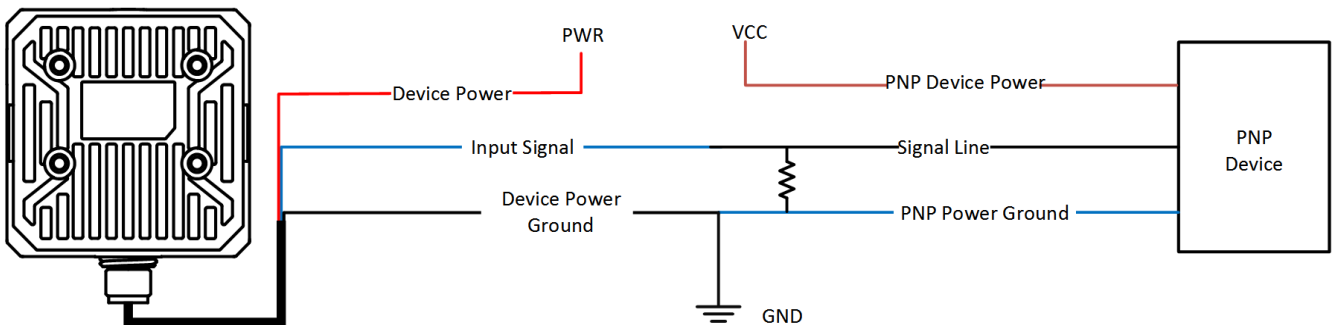 PWR
VCC
Device Power
PNP Device Power
Input Signal
Signal Line
PNP
Device
Device Power
Ground
PNP Power Ground
GND